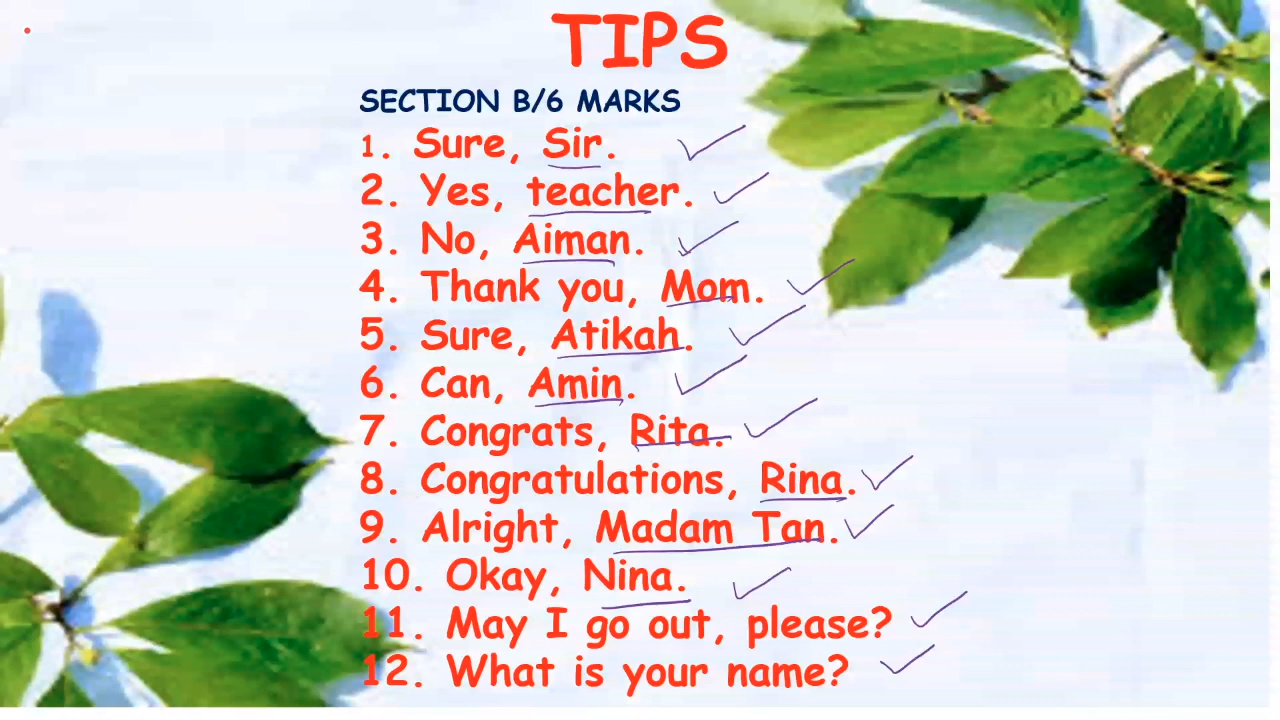 TIPS
SECTION B/6 MARKS
1. Sure, Sir.
2. Yes, teacher.
3. No, Aiman.
4. Thank you, Mom.
5. Sure, Atikah.
6. Can, Amin.
7. Congrats, Rita.
8. Congratulations, Rina.
9. Alright, Madam Tan.
10. Okay, Nina.
11. May I go out, please?
12. What is your name?